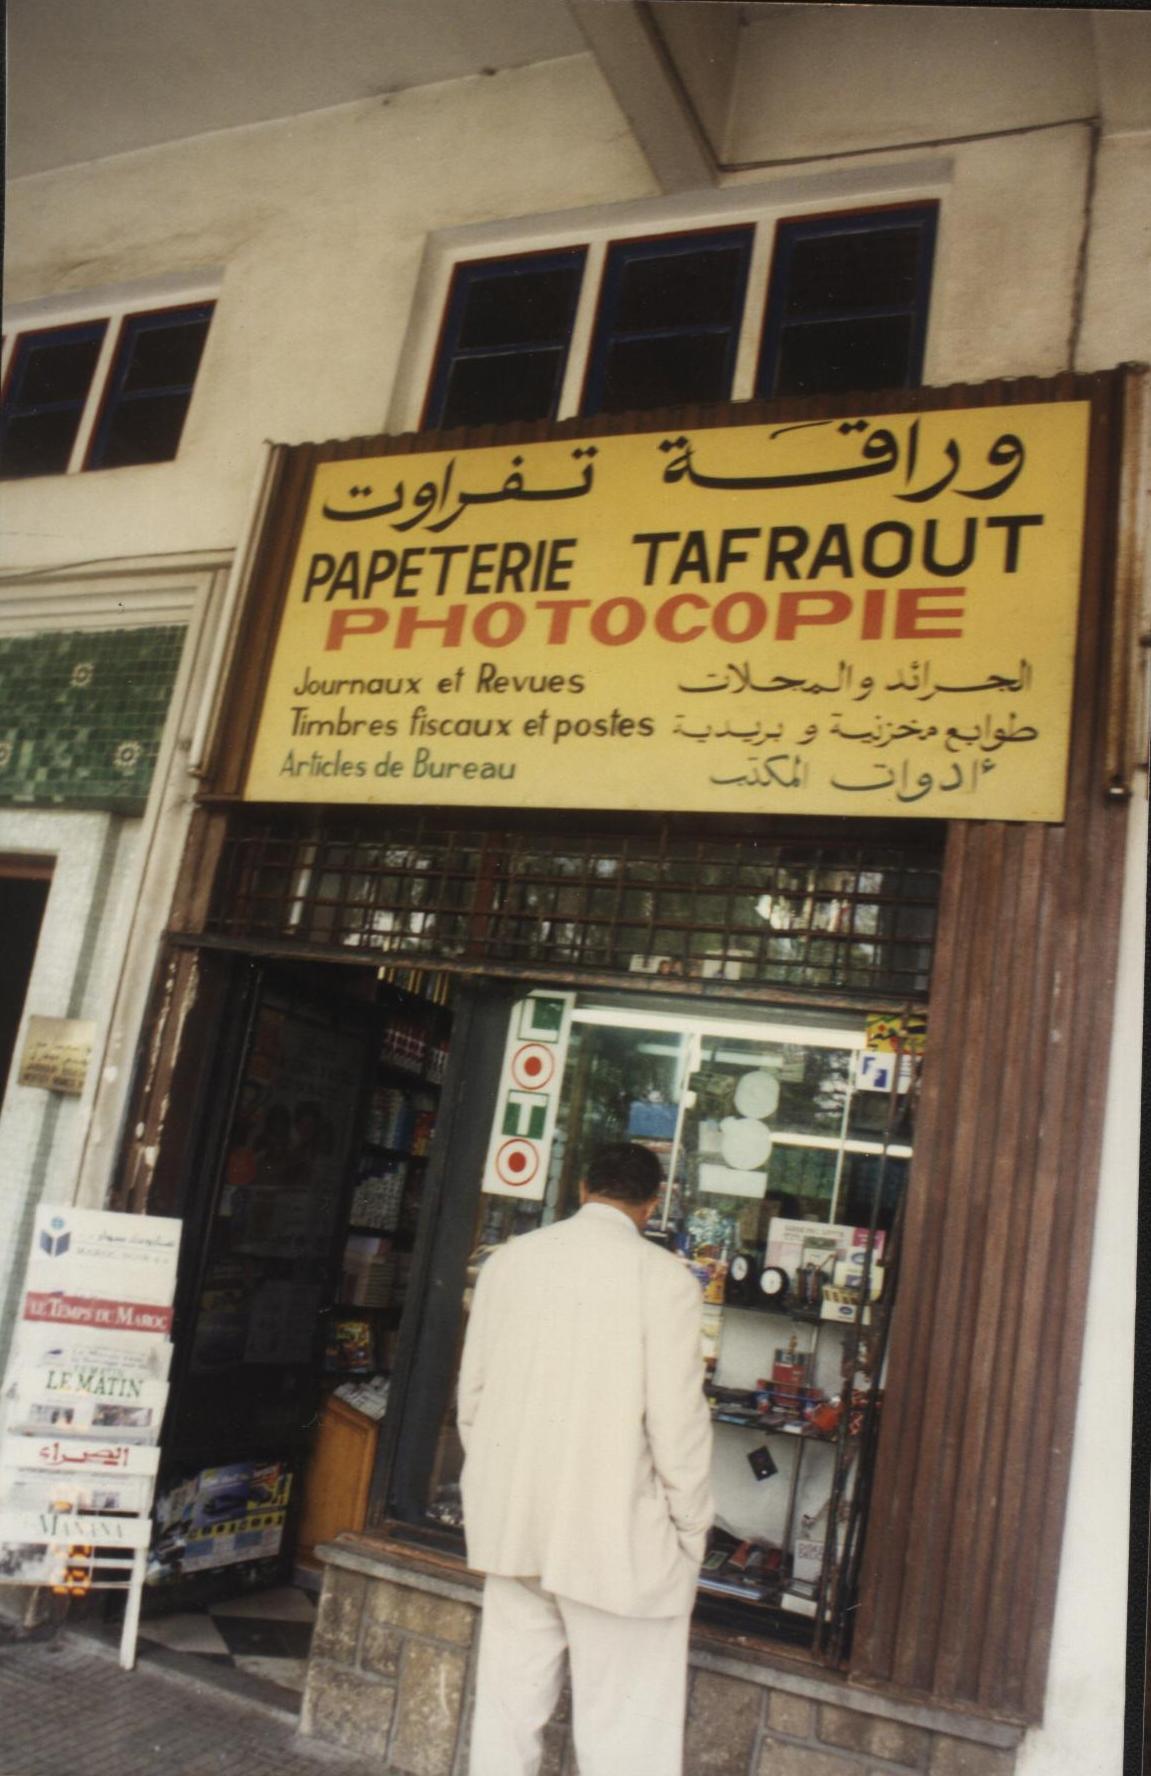 وراقة تفراوت
PAPETERIE TAFRAOUT
PHOTOCOPIE
Journaux et Revues
الجرائد والمجلات
Timbres fiscaux et postes
طوابع مخزنية و بريدية
Articles de Bureau
أدوات المكتب
LOTO
LE TEMPS DU MAROC
LE MATIN
الصحراء